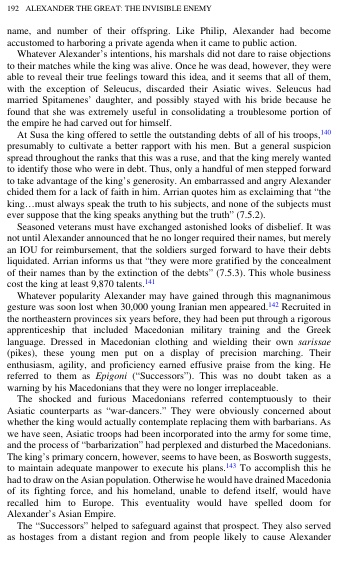 192 ALEXANDER THE GREAT: THE INVISIBLE ENEMY
name, and number of their offspring. Like Philip, Alexander had become
accustomed to harboring a private agenda when it came to public action.
Whatever Alexander's intentions, his marshals did not dare to raise objections
to their matches while the king was alive. Once he was dead, however, they were
able to reveal their true feelings toward this idea, and it seems that all of them,
with the exception of Seleucus, discarded their Asiatic wives. Seleucus had
married Spitamenes' daughter, and possibly stayed with his bride because he
found that she was extremely useful in consolidating a troublesome portion of
the empire he had carved out for himself.
At Susa the king offered to settle the outstanding debts of all of his troops,140
presumably to cultivate a better rapport with his men. But a general suspicion
spread throughout the ranks that this was a ruse, and that the king merely wanted
to identify those who were in debt. Thus, only a handful of men stepped forward
to take advantage of the king's generosity. An embarrassed and angry Alexander
chided them for a lack of faith in him. Arrian quotes him as exclaiming that “the
king…must always speak the truth to his subjects, and none of the subjects must
ever suppose that the king speaks anything but the truth” (7.5.2).
Seasoned veterans must have exchanged astonished looks of disbelief. It was
not until Alexander announced that he no longer required their names, but merely
an IOU for reimbursement, that the soldiers surged forward to have their debts
liquidated. Arrian informs us that “they were more gratified by the concealment
of their names than by the extinction of the debts” (7.5.3). This whole business
cost the king at least 9,870 talents.141
Whatever popularity Alexander may have gained through this magnanimous
gesture was soon lost when 30,000 young Iranian men appeared.142 Recruited in
the northeastern provinces six years before, they had been put through a rigorous
apprenticeship that included Macedonian military training and the Greek
language. Dressed in Macedonian clothing and wielding their own sarissae
(pikes), these young men put on a display of precision marching. Their
enthusiasm, agility, and proficiency earned effusive praise from the king. He
referred to them as Epigoni (“Successors”). This was no doubt taken as a
warning by his Macedonians that they were no longer irreplaceable.
The shocked and furious Macedonians referred contemptuously to their
Asiatic counterparts as “war-dancers.” They were obviously concerned about
whether the king would actually contemplate replacing them with barbarians. As
we have seen, Asiatic troops had been incorporated into the army for some time,
and the process of “barbarization” had perplexed and disturbed the Macedonians.
The king's primary concern, however, seems to have been, as Bosworth suggests,
to maintain adequate manpower to execute his plans.143 To accomplish this he
had to draw on the Asian population. Otherwise he would have drained Macedonia
of its fighting force, and his homeland, unable to defend itself, would have
recalled him to Europe. This eventuality would have spelled doom for
Alexander's Asian Empire.
The “Successors” helped to safeguard against that prospect. They also served
as hostages from a distant region and from people likely to cause Alexander